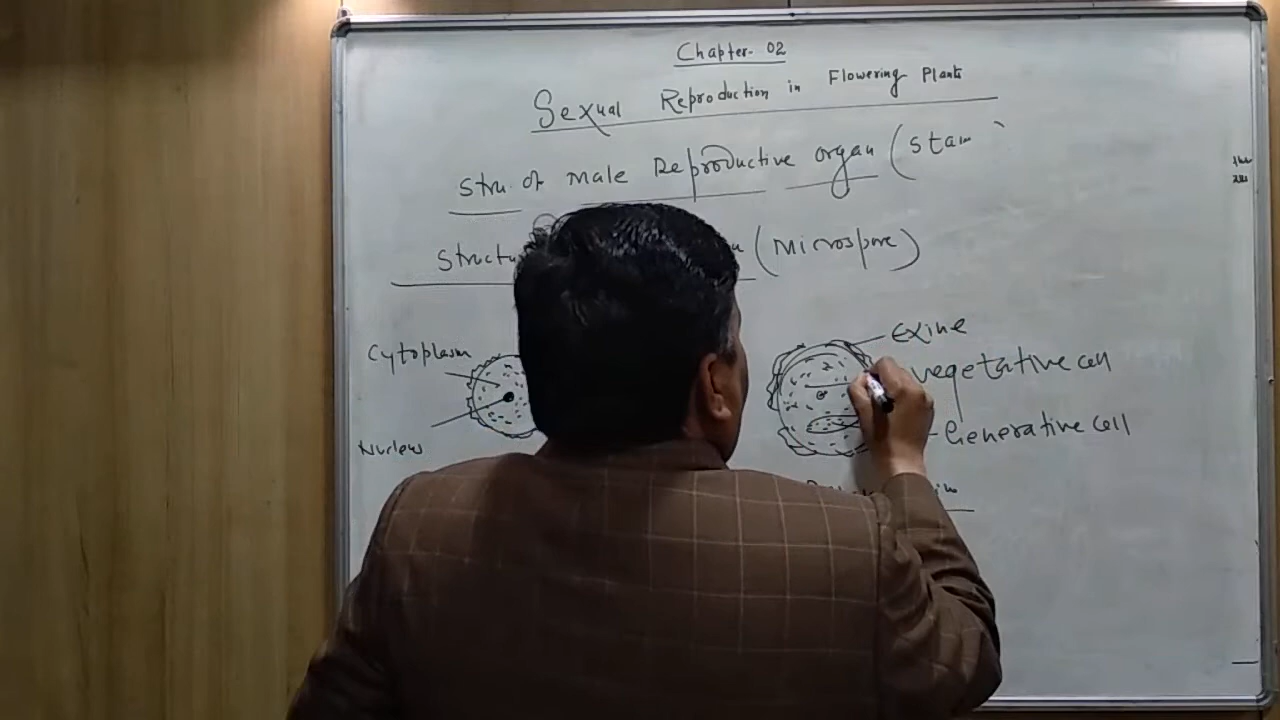 Chapter- 02
Sexual Reproduction in Flowering Plants
Stru. of Male Reproductive organ (stam
Structu (Microspore)
Exine
Cytoplasm
vegetative cell
Generative cell
Nucleus